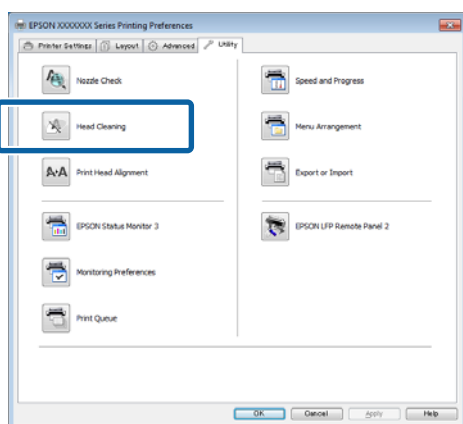 EPSON XXXXXXX Series Printing Preferences
Printer Settings
Layout
Advanced
Utility
Nozzle Check
Speed and Progress
Head Cleaning
Menu Arrangement
Print Head Alignment
Export or Import
EPSON Status Monitor 3
EPSON LFP Remote Panel 2
Monitoring Preferences
Print Queue
OK
Cancel
Apply
Help